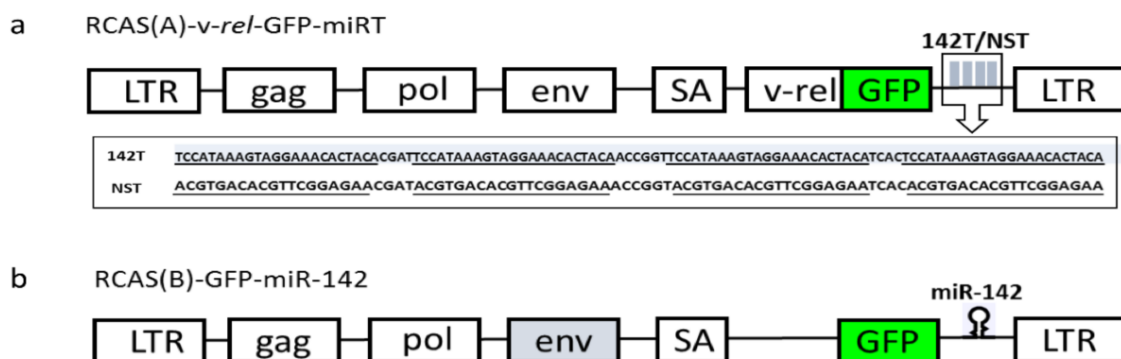 a RCAS(A)-v-rel-GFP-miRT
142T/NST
LTR gag pol env SA v-rel GFP LTR
142T TCCATAAAGTAGGAAACACTACACGATTCCATAAAGTAGGAAACACTACAACCGGTTCCATAAAGTAGGAAACACTACATCACTCCATAAAGTAGGAAACACTACA
NST ACGTGACACGTTCGGAGAACGATACGTGACACGTTCGGAGAAACCGGTACGTGACACGTTCGGAGAATCACACGTGACACGTTCGGAGAA
b RCAS(B)-GFP-miR-142
miR-142
LTR gag pol env SA GFP LTR